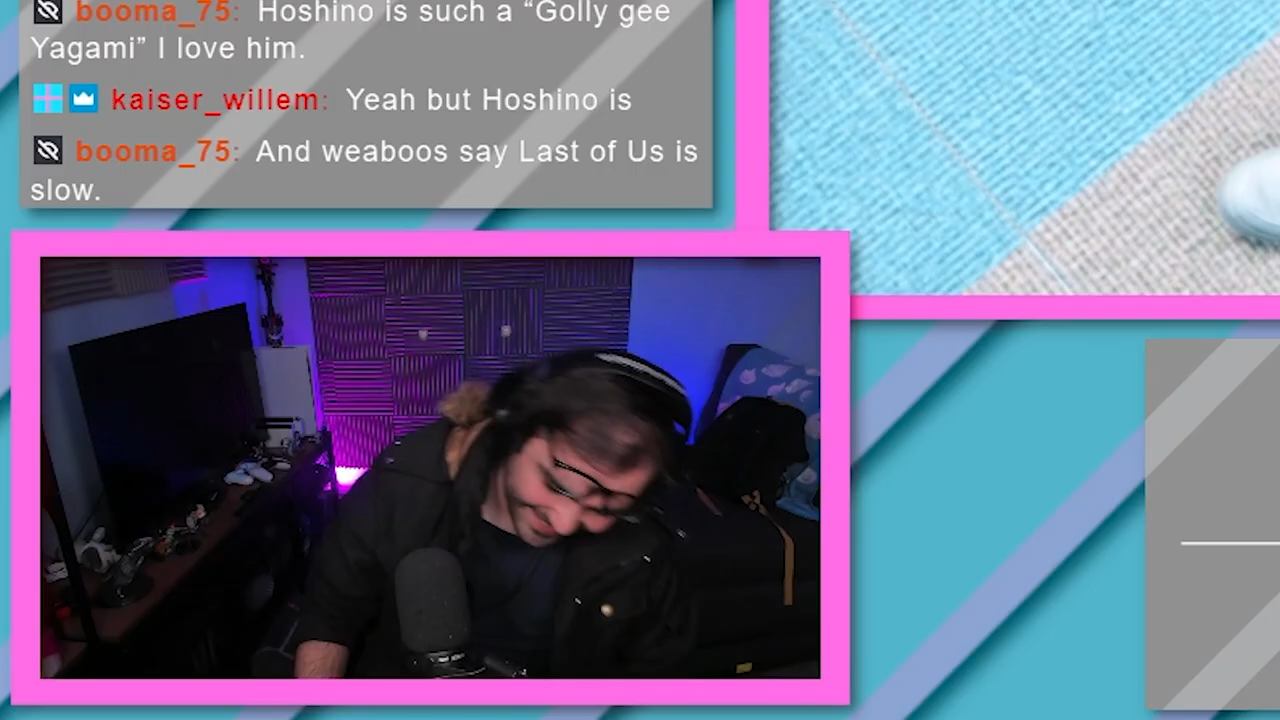 booma_75: Hoshino is such a “Golly gee
Yagami” I love him.
kaiser_willem: Yeah but Hoshino is
booma_75: And weaboos say Last of Us is
slow.